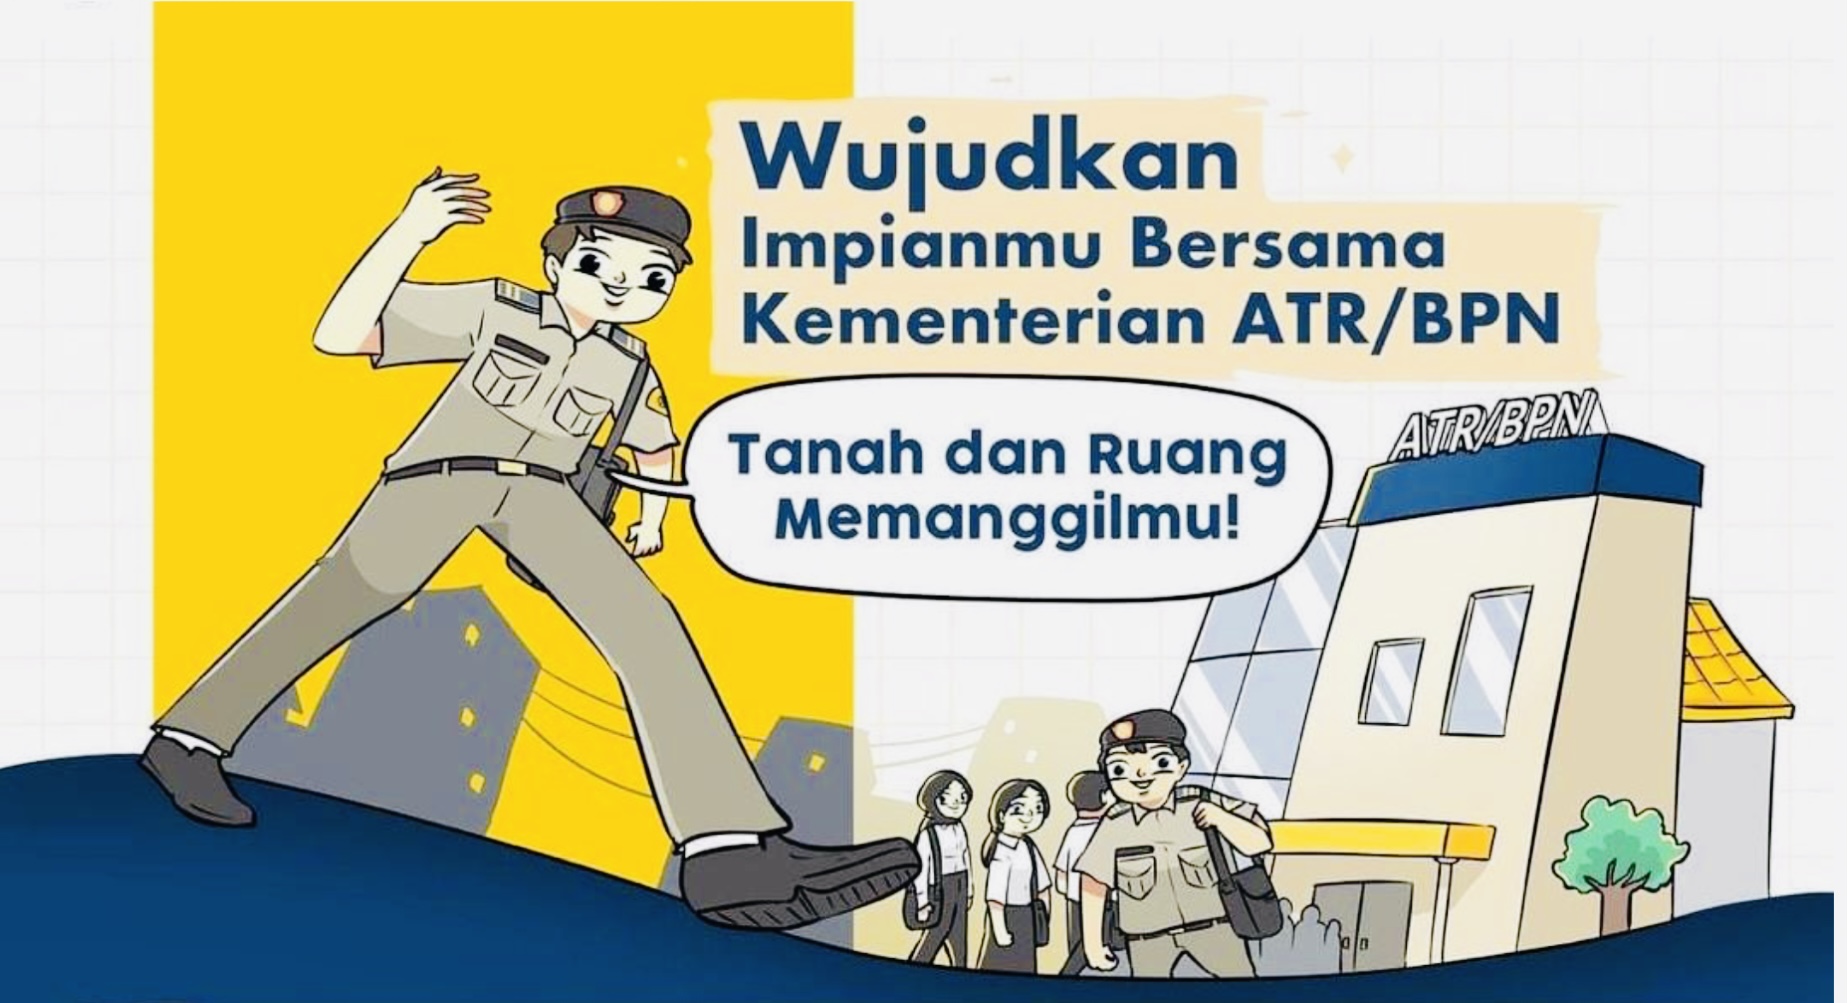 Wujudkan
Impianmu Bersama
Kementerian ATR/BPN
Tanah dan Ruang
Memanggilmu!
ATR/BPN